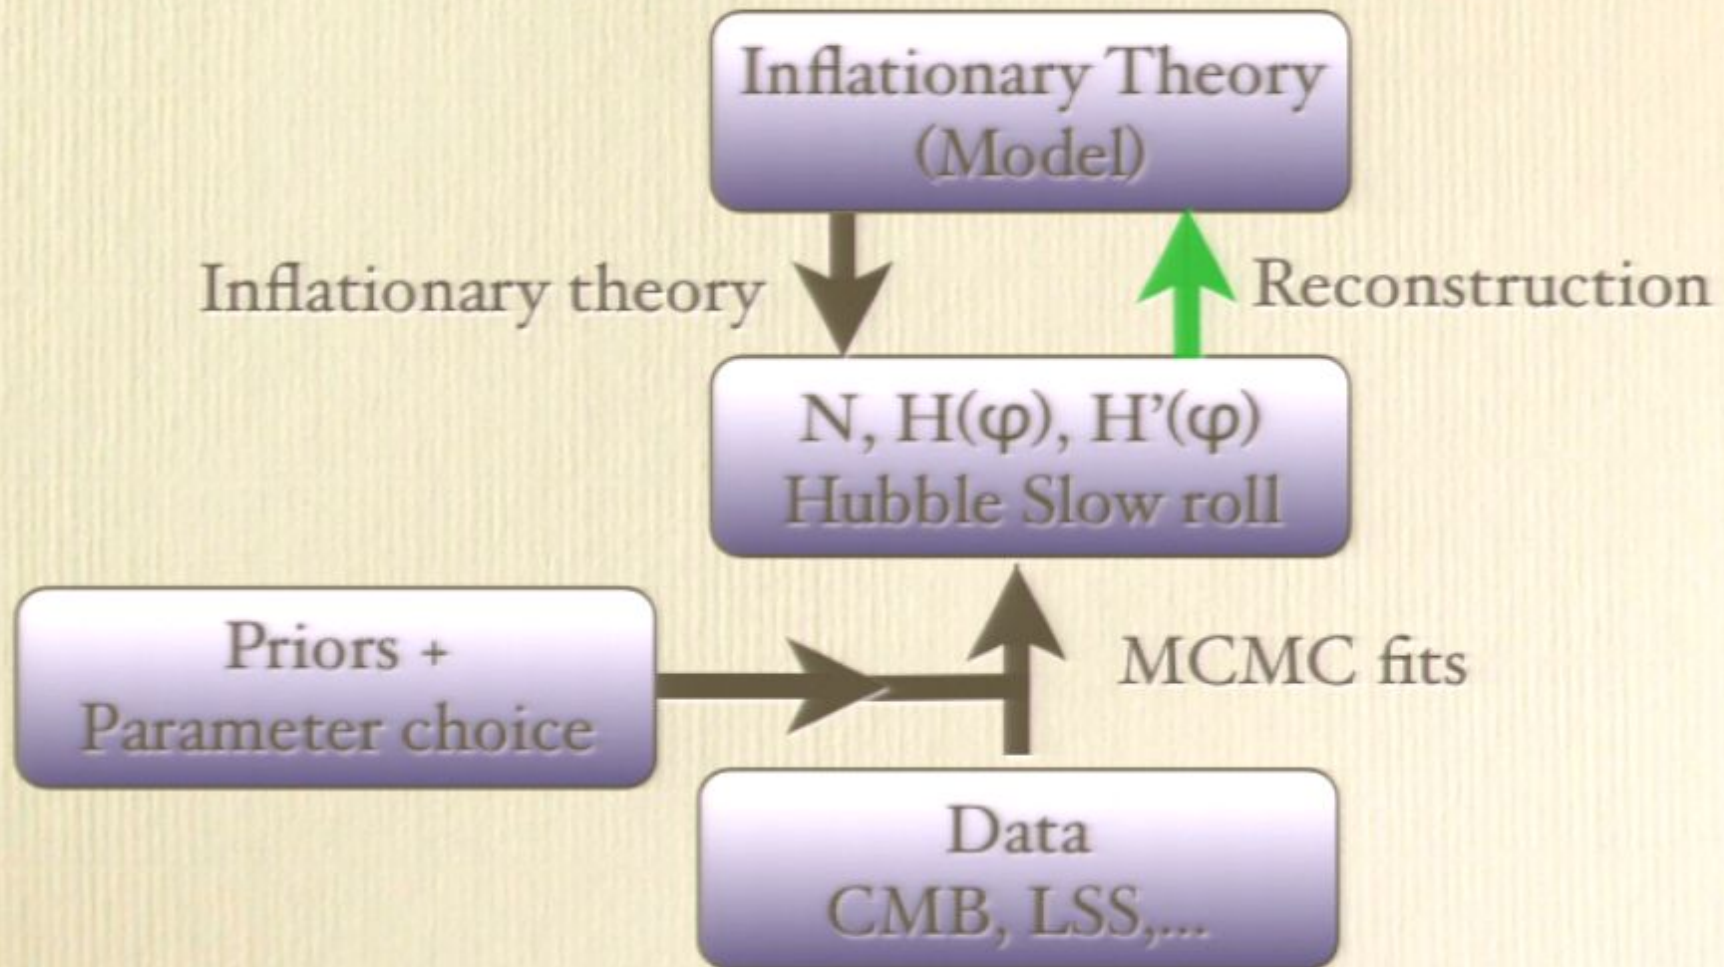 Inflationary Theory
(Model)
Inflationary theory
Reconstruction
N, H(φ), H’(φ)
Hubble Slow roll
Priors +
Parameter choice
MCMC fits
Data
CMB, LSS,...